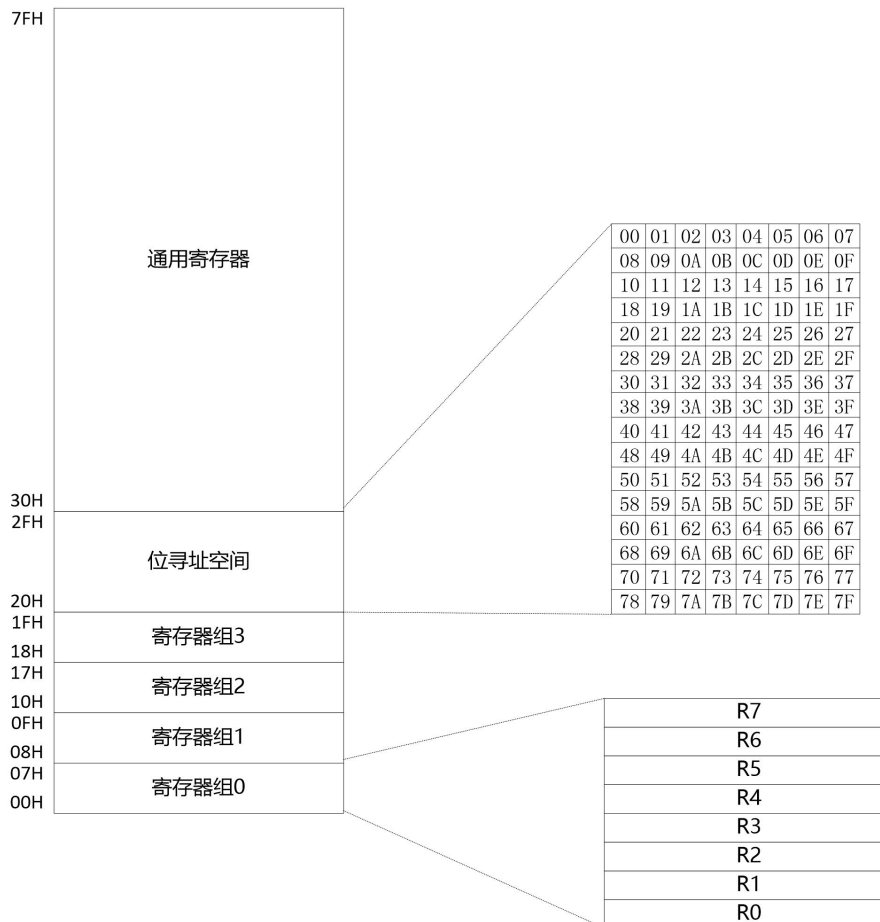 7FH
通用寄存器
00 01 02 03 04 05 06 07
08 09 0A 0B 0C 0D 0E 0F
10 11 12 13 14 15 16 17
18 19 1A 1B 1C 1D 1E 1F
20 21 22 23 24 25 26 27
28 29 2A 2B 2C 2D 2E 2F
30 31 32 33 34 35 36 37
38 39 3A 3B 3C 3D 3E 3F
40 41 42 43 44 45 46 47
48 49 4A 4B 4C 4D 4E 4F
50 51 52 53 54 55 56 57
58 59 5A 5B 5C 5D 5E 5F
60 61 62 63 64 65 66 67
68 69 6A 6B 6C 6D 6E 6F
70 71 72 73 74 75 76 77
78 79 7A 7B 7C 7D 7E 7F
30H
2FH
位寻址空间
20H
1FH
寄存器组3
18H
17H
寄存器组2
10H
0FH
寄存器组1
08H
07H
寄存器组0
00H
R7
R6
R5
R4
R3
R2
R1
R0